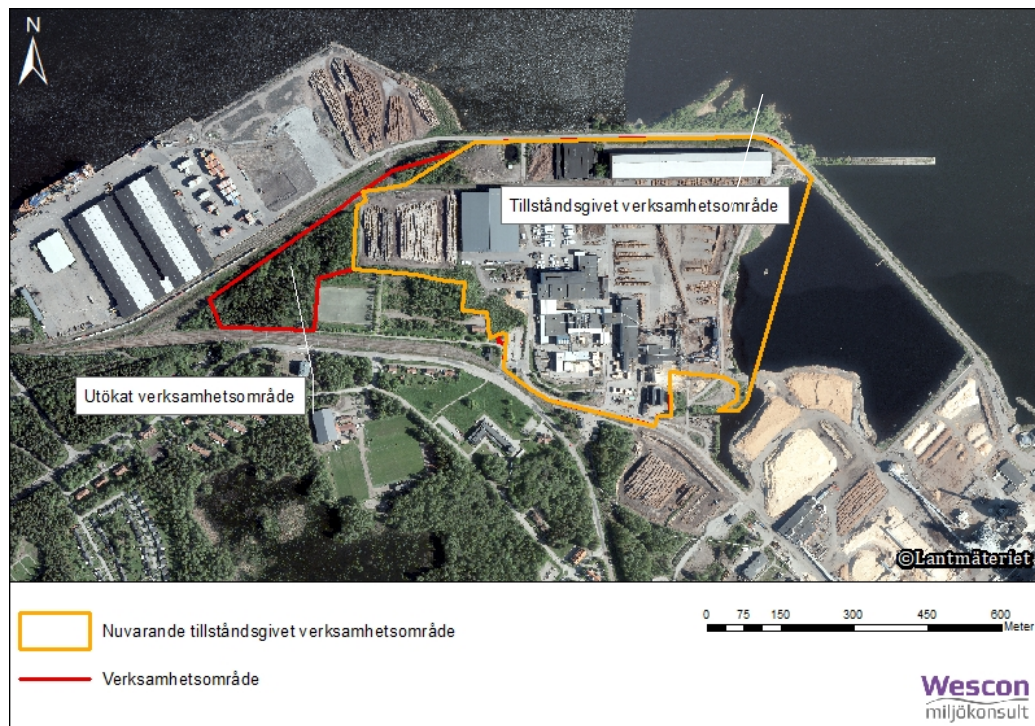 N
Tillståndsgivet verksamhetsområde
Utökat verksamhetsområde
©Lantmäteriet
Nuvarande tillståndsgivet verksamhetsområde
Verksamhetsområde
0 75 150 300 450 600
Meter
Wescon
miljökonsult